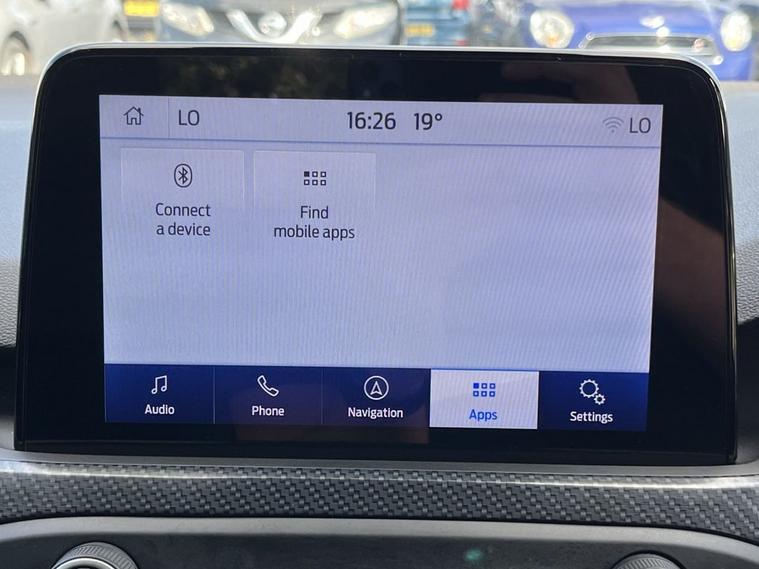 LO 16:26 19° LO
Connect
a device
Find
mobile apps
Audio Phone Navigation Apps Settings